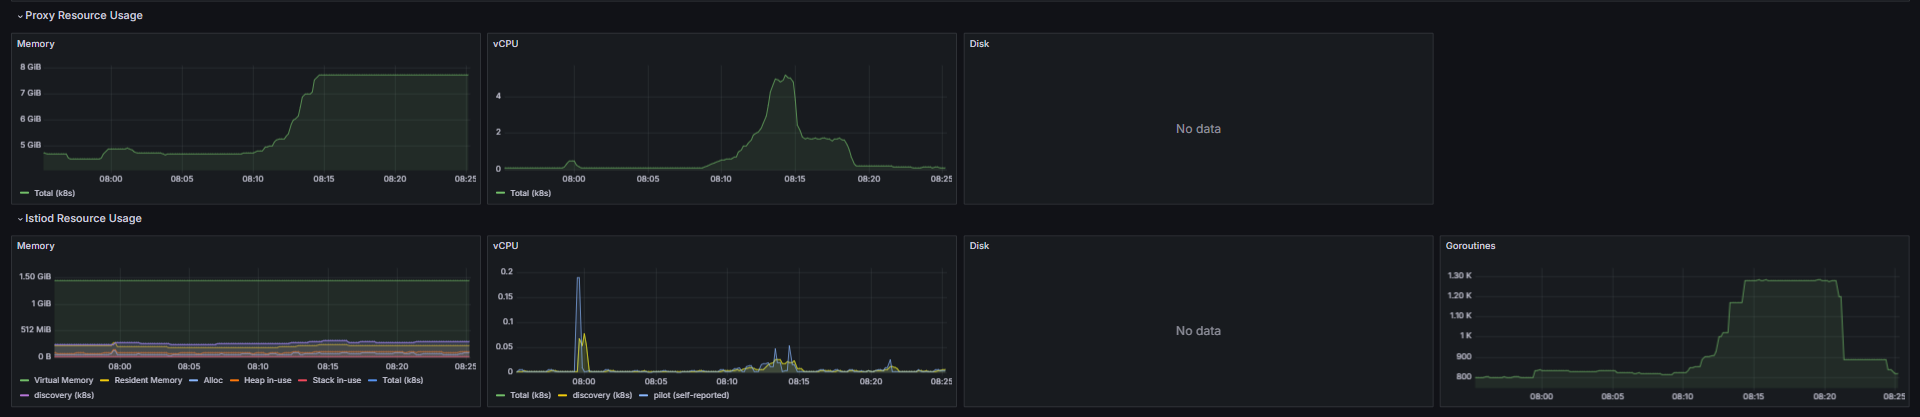 Proxy Resource Usage
Memory
8 GiB
7 GiB
6 GiB
5 GiB
08:00 08:05 08:10 08:15 08:20 08:25
Total (k8s)
vCPU
4
2
0
08:00 08:05 08:10 08:15 08:20 08:25
Total (k8s)
Disk
No data
Istiod Resource Usage
Memory
1.50 GiB
1 GiB
512 MiB
0 B
08:00 08:05 08:10 08:15 08:20 08:25
Virtual Memory Resident Memory Alloc Heap in-use Stack in-use Total (k8s)
discovery (k8s)
vCPU
0.2
0.15
0.1
0.05
0
08:00 08:05 08:10 08:15 08:20 08:25
Total (k8s) discovery (k8s) pilot (self-reported)
Disk
No data
Goroutines
1.30 K
1.20 K
1.10 K
1 K
900
800
08:00 08:05 08:10 08:15 08:20 08:25